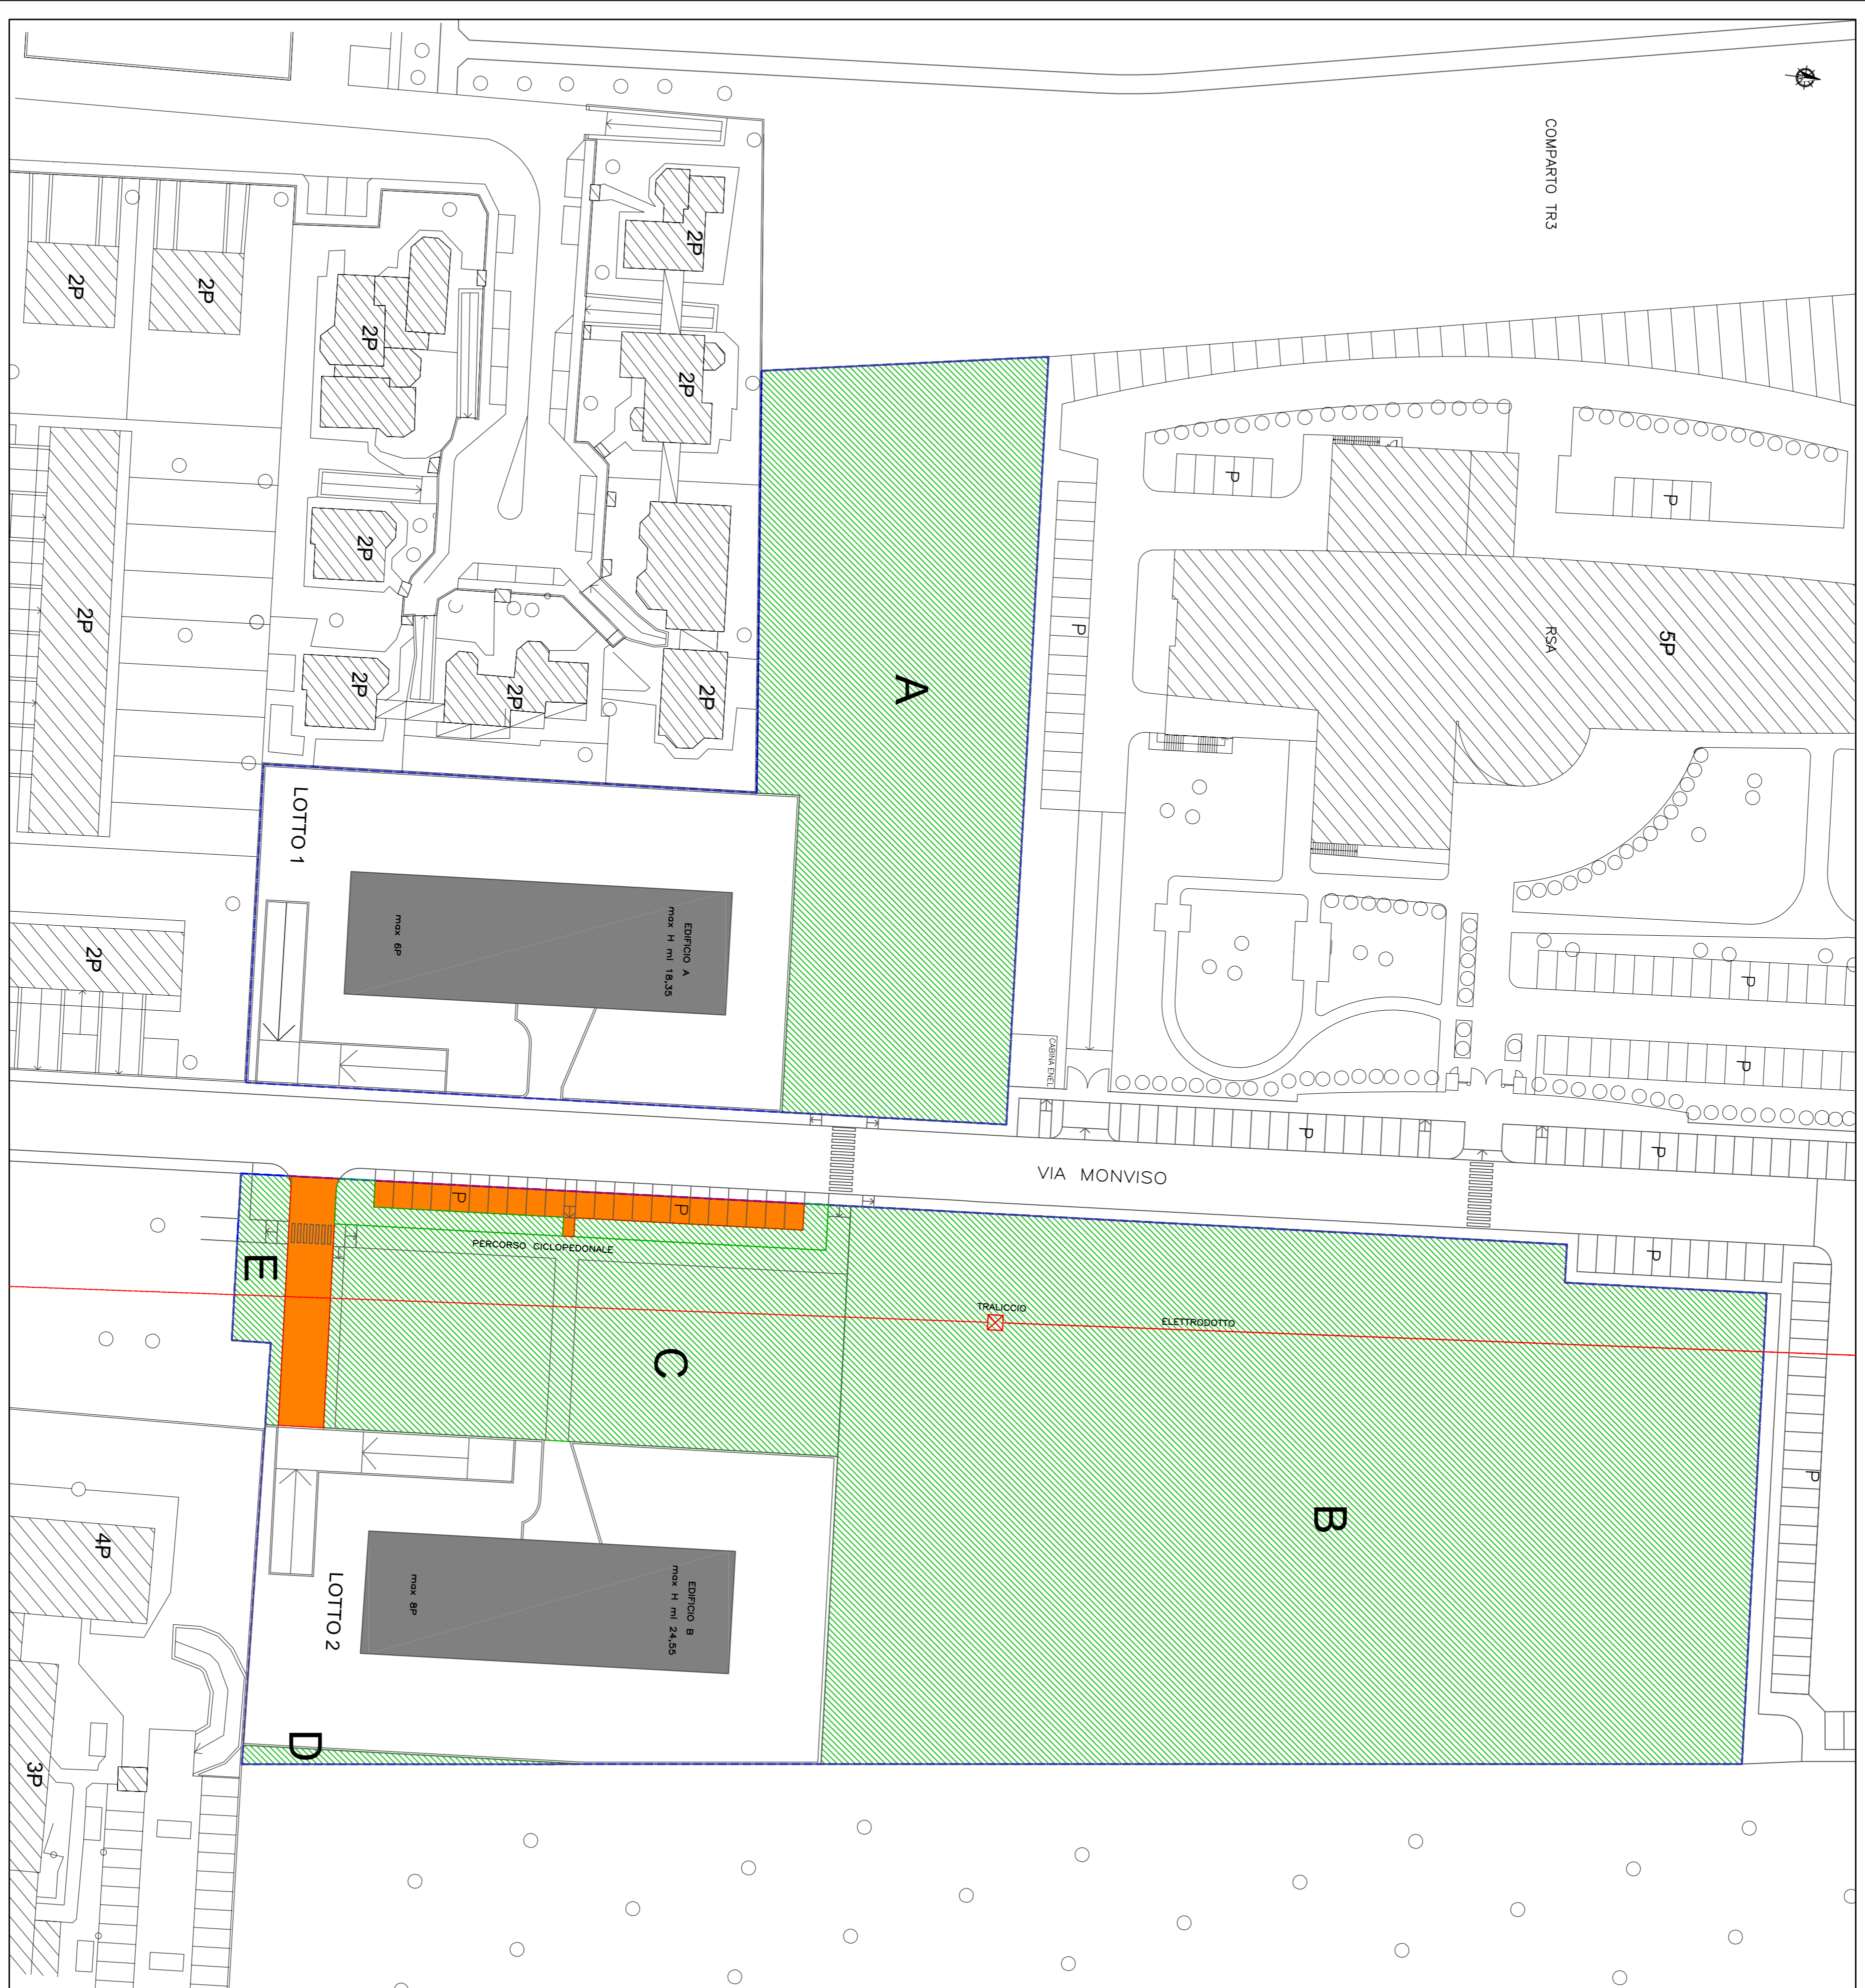 COMPARTO TR3
2P
2P
2P
2P
2P
P
P
A
P
RSA
5P
2P
2P
2P
2P
2P
2P
LOTTO 1
EDIFICIO A
max H ml 18,35
max 6P
2P
P
P
CABINA ENEL
P
P
VIA MONVISO
P
P
P
PERCORSO CICLOPEDONALE
E
TRALICCIO
ELETTRODOTTO
C
B
P
4P
LOTTO 2
EDIFICIO B
max H ml 24,55
max 8P
D
3P